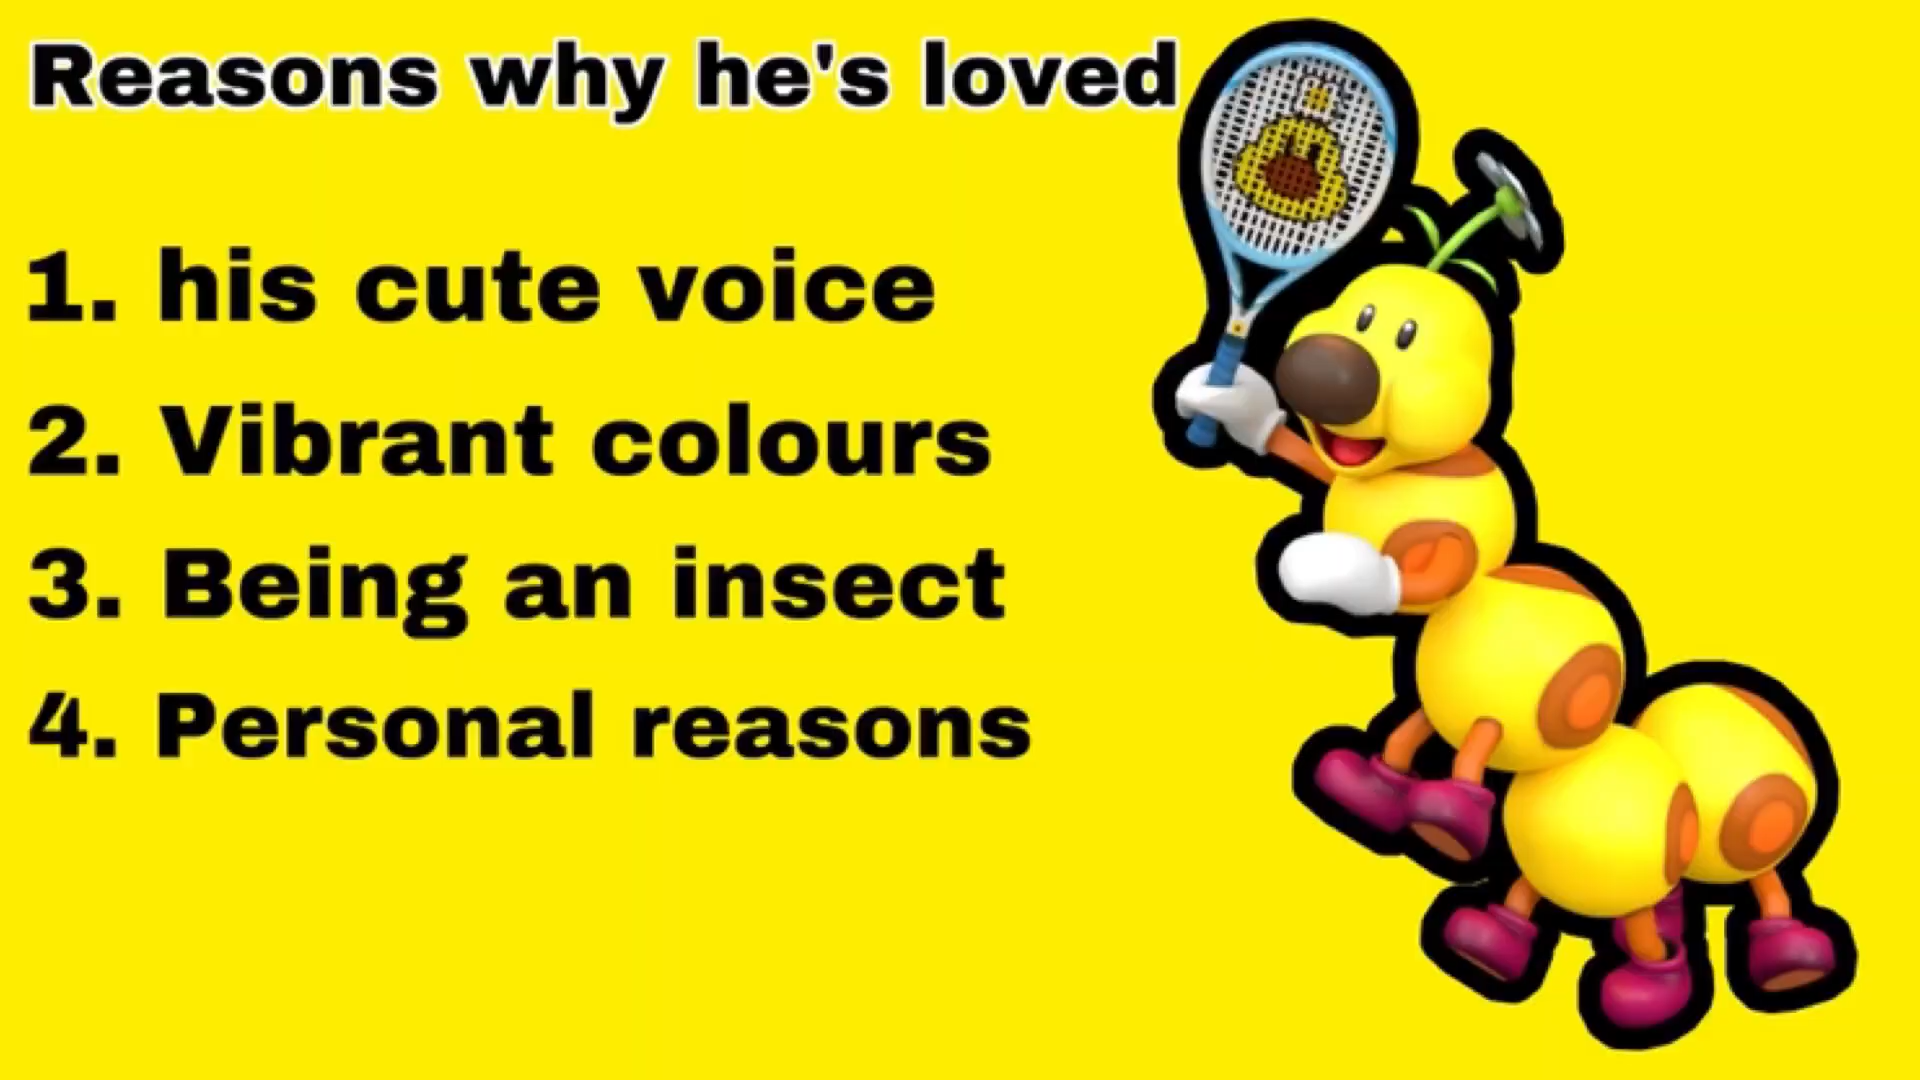 Reasons why he's loved
1. his cute voice
2. Vibrant colours
3. Being an insect
4. Personal reasons